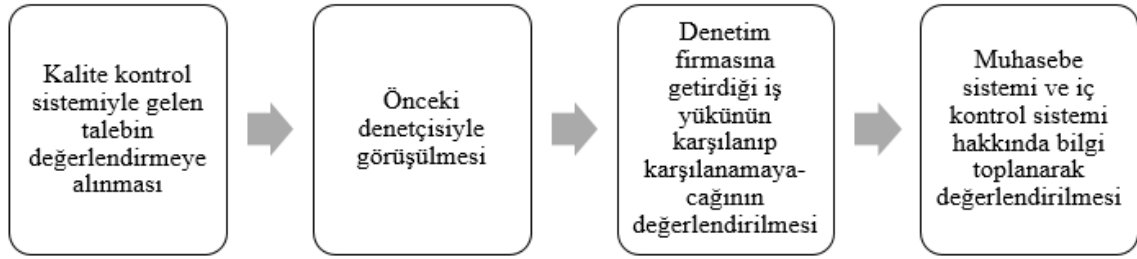 Kalite kontrol
sistemiyle gelen
talebin
değerlendirmeye
alınması
Önceki
denetçisiyle
görüşülmesi
Denetim
firmasına
getirdiği iş
yükünün
karşılanıp
karşılanamaya-
cağının
değerlendirilmesi
Muhasebe
sistemi ve iç
kontrol sistemi
hakkında bilgi
toplanarak
değerlendirilmesi